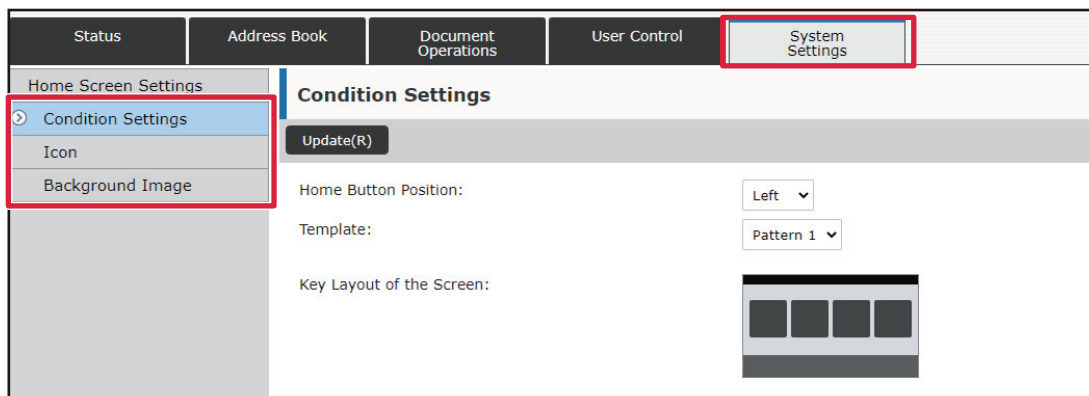 Status
Address Book
Document
Operations
User Control
System
Settings
Home Screen Settings
Condition Settings
Icon
Background Image
Condition Settings
Update(R)
Home Button Position:
Left
Template:
Pattern 1
Key Layout of the Screen: